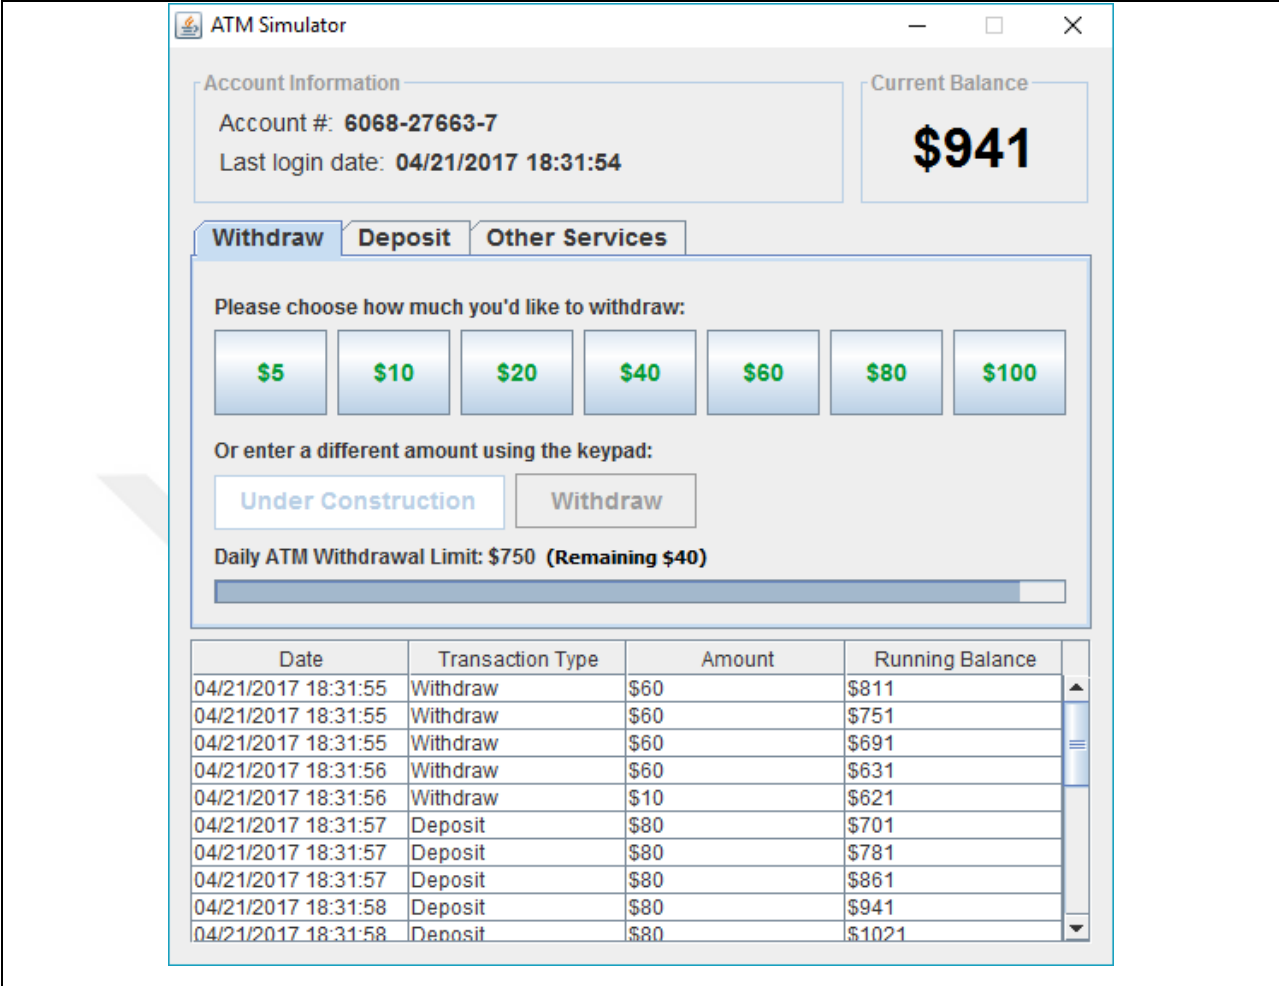 ATM Simulator
Account Information
Current Balance
Account #: 6068-27663-7
Last login date: 04/21/2017 18:31:54
$941
Withdraw Deposit Other Services
Please choose how much you'd like to withdraw:
$5 $10 $20 $40 $60 $80 $100
Or enter a different amount using the keypad:
Under Construction Withdraw
Daily ATM Withdrawal Limit: $750 (Remaining $40)
Date Transaction Type Amount Running Balance
04/21/2017 18:31:55 Withdraw $60 $811
04/21/2017 18:31:55 Withdraw $60 $751
04/21/2017 18:31:55 Withdraw $60 $691
04/21/2017 18:31:56 Withdraw $60 $631
04/21/2017 18:31:56 Withdraw $10 $621
04/21/2017 18:31:57 Deposit $80 $701
04/21/2017 18:31:57 Deposit $80 $781
04/21/2017 18:31:57 Deposit $80 $861
04/21/2017 18:31:58 Deposit $80 $941
04/21/2017 18:31:58 Deposit $80 $1021